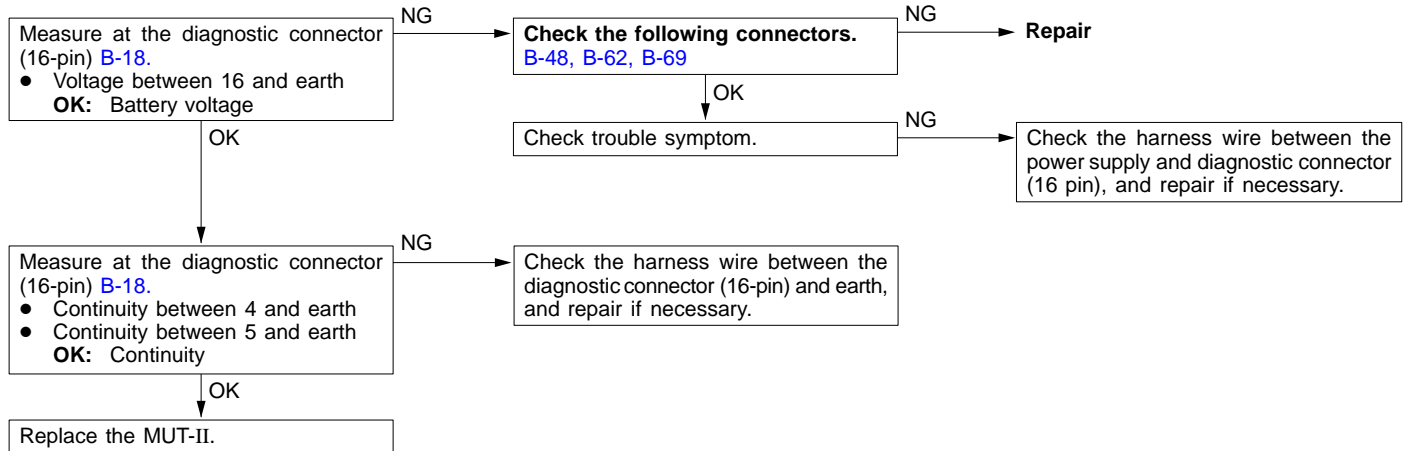 Measure at the diagnostic connector
(16-pin) B-18.
● Voltage between 16 and earth
OK: Battery voltage
NG
Check the following connectors.
B-48, B-62, B-69
NG
Repair
OK
Check trouble symptom.
NG
Check the harness wire between the
power supply and diagnostic connector
(16 pin), and repair if necessary.
OK
Measure at the diagnostic connector
(16-pin) B-18.
● Continuity between 4 and earth
● Continuity between 5 and earth
OK: Continuity
NG
Check the harness wire between the
diagnostic connector (16-pin) and earth,
and repair if necessary.
OK
Replace the MUT-II.